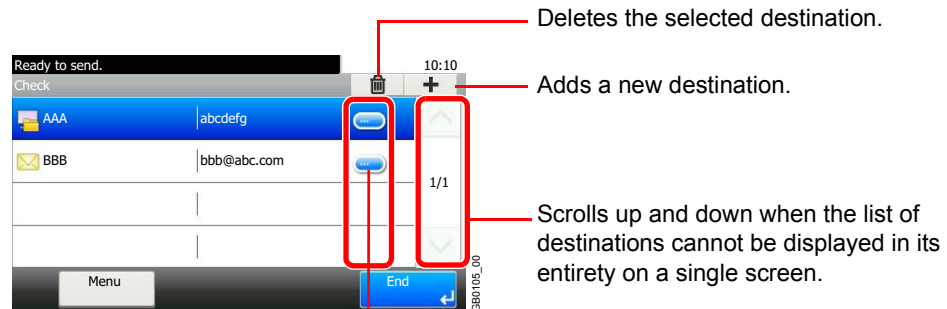 Deletes the selected destination.
Ready to send.
10:10
Check
Adds a new destination.
AAA
abcdefg
...
BBB
bbb@abc.com
...
1/1
Scrolls up and down when the list of
destinations cannot be displayed in its
entirety on a single screen.
Menu
End
GB0105_00